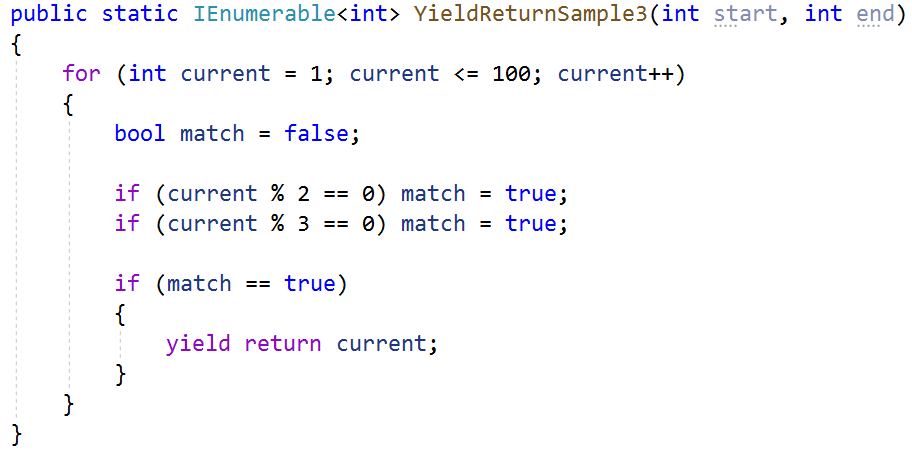 public static IEnumerable<int> YieldReturnSample3(int start, int end)
{
    for (int current = 1; current <= 100; current++)
    {
        bool match = false;

        if (current % 2 == 0) match = true;
        if (current % 3 == 0) match = true;

        if (match == true)
        {
            yield return current;
        }
    }
}